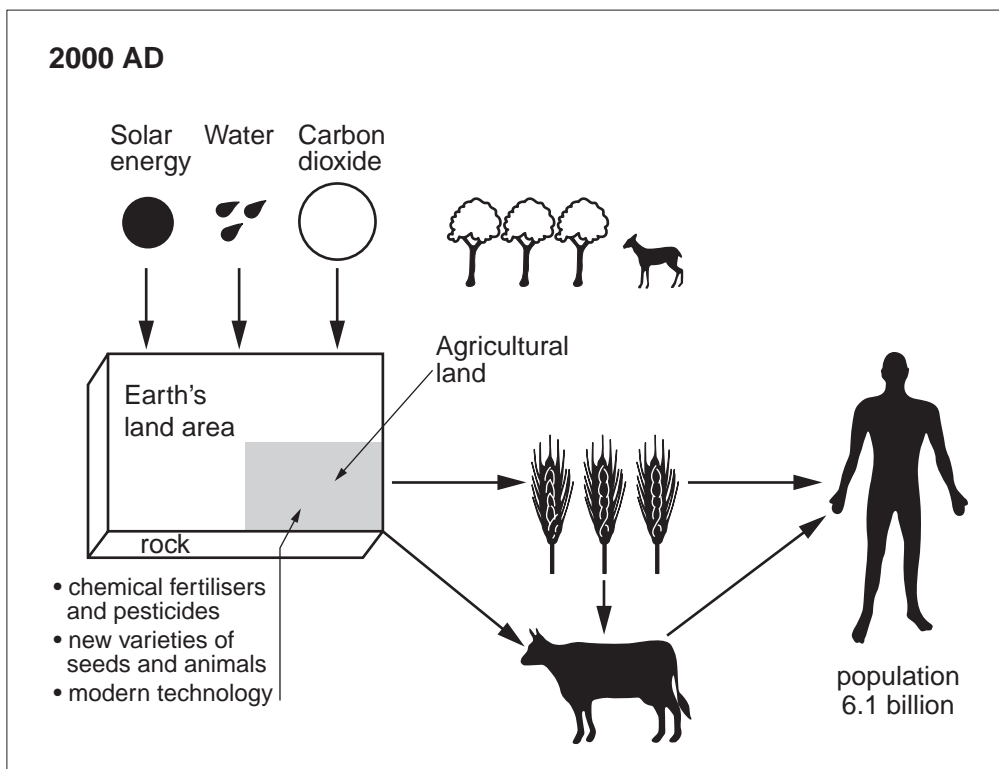 2000 AD
Solar
energy
Water
Carbon
dioxide
Agricultural
land
Earth’s
land area
rock
• chemical fertilisers
and pesticides
• new varieties of
seeds and animals
• modern technology
population
6.1 billion